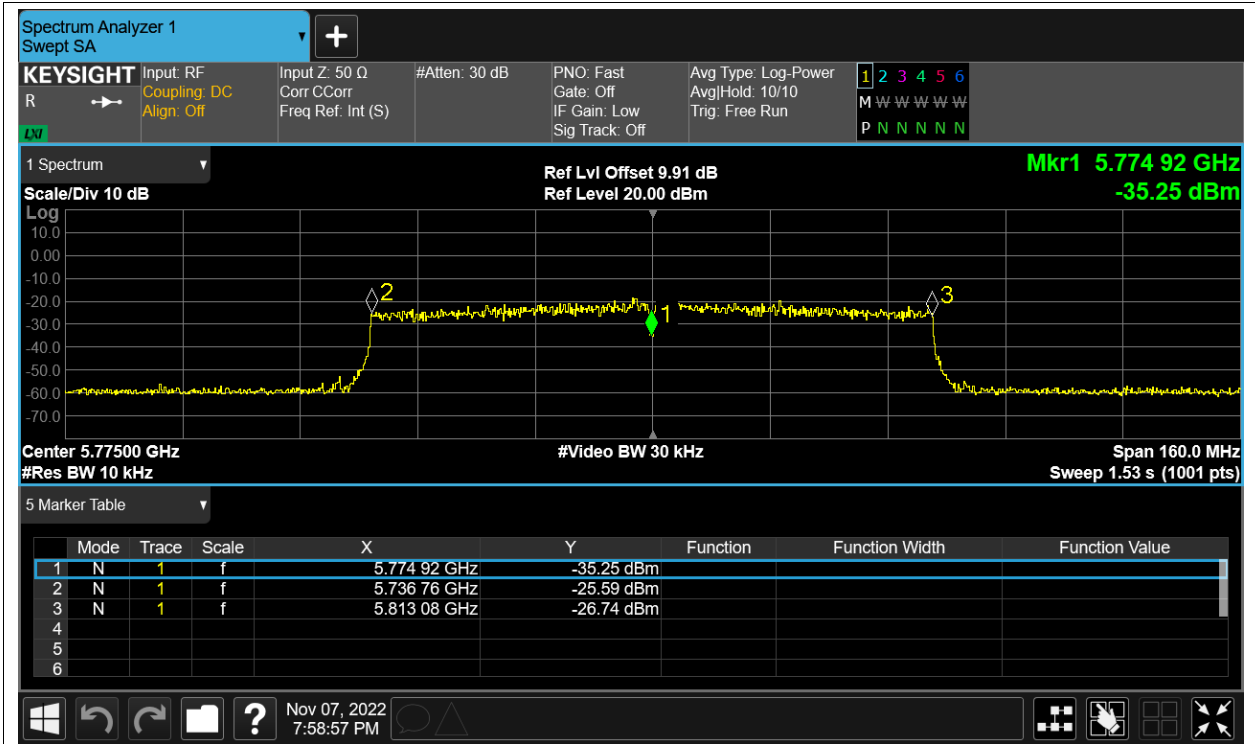 Spectrum Analyzer 1
Swept SA
+
KEYSIGHT
R
LXI
Input: RF
Coupling: DC
Align: Off
Input Z: 50 Ω
Corr CCorr
Freq Ref: Int (S)
#Atten: 30 dB
PNO: Fast
Gate: Off
IF Gain: Low
Sig Track: Off
Avg Type: Log-Power
Avg|Hold: 10/10
Trig: Free Run
1 2 3 4 5 6
M W W W W W
P N N N N N
1 Spectrum
Scale/Div 10 dB
Ref Lvl Offset 9.91 dB
Ref Level 20.00 dBm
Mkr1 5.774 92 GHz
-35.25 dBm
Log
10.0
0.00
-10.0
-20.0
-30.0
-40.0
-50.0
-60.0
-70.0
2
1
3
Center 5.77500 GHz
#Res BW 10 kHz
#Video BW 30 kHz
Span 160.0 MHz
Sweep 1.53 s (1001 pts)
5 Marker Table
Mode Trace Scale X Y Function Function Width Function Value
1 N 1 f 5.774 92 GHz -35.25 dBm
2 N 1 f 5.736 76 GHz -25.59 dBm
3 N 1 f 5.813 08 GHz -26.74 dBm
4
5
6
?
Nov 07, 2022
7:58:57 PM